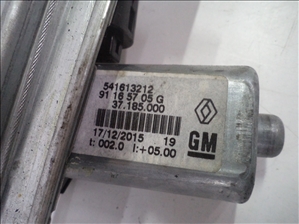 541613212
91 16 57 05 G
37.185.000
17/12/2015 19
t: 002.0 l:+05.00
GM